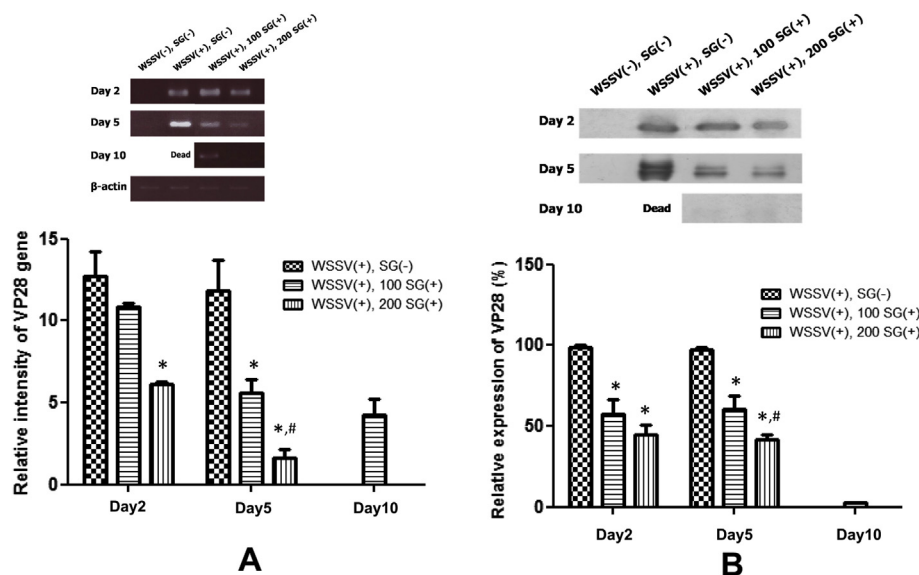 WSSV(-), SG(-)
WSSV(+), SG(-)
WSSV(+), 100 SG(+)
WSSV(+), 200 SG(+)
Day 2
Day 5
Day 10 Dead
β-actin
Relative intensity of VP28 gene
15
10
5
0
WSSV(+), SG(-)
WSSV(+), 100 SG(+)
WSSV(+), 200 SG(+)
*
*
*,#
Day2 Day5 Day10
A
WSSV(-), SG(-)
WSSV(+), SG(-)
WSSV(+), 100 SG(+)
WSSV(+), 200 SG(+)
Day 2
Day 5
Day 10 Dead
Relative expression of VP28 (%)
150
100
50
0
WSSV(+), SG(-)
WSSV(+), 100 SG(+)
WSSV(+), 200 SG(+)
* *
*
*,#
Day2 Day5 Day10
B